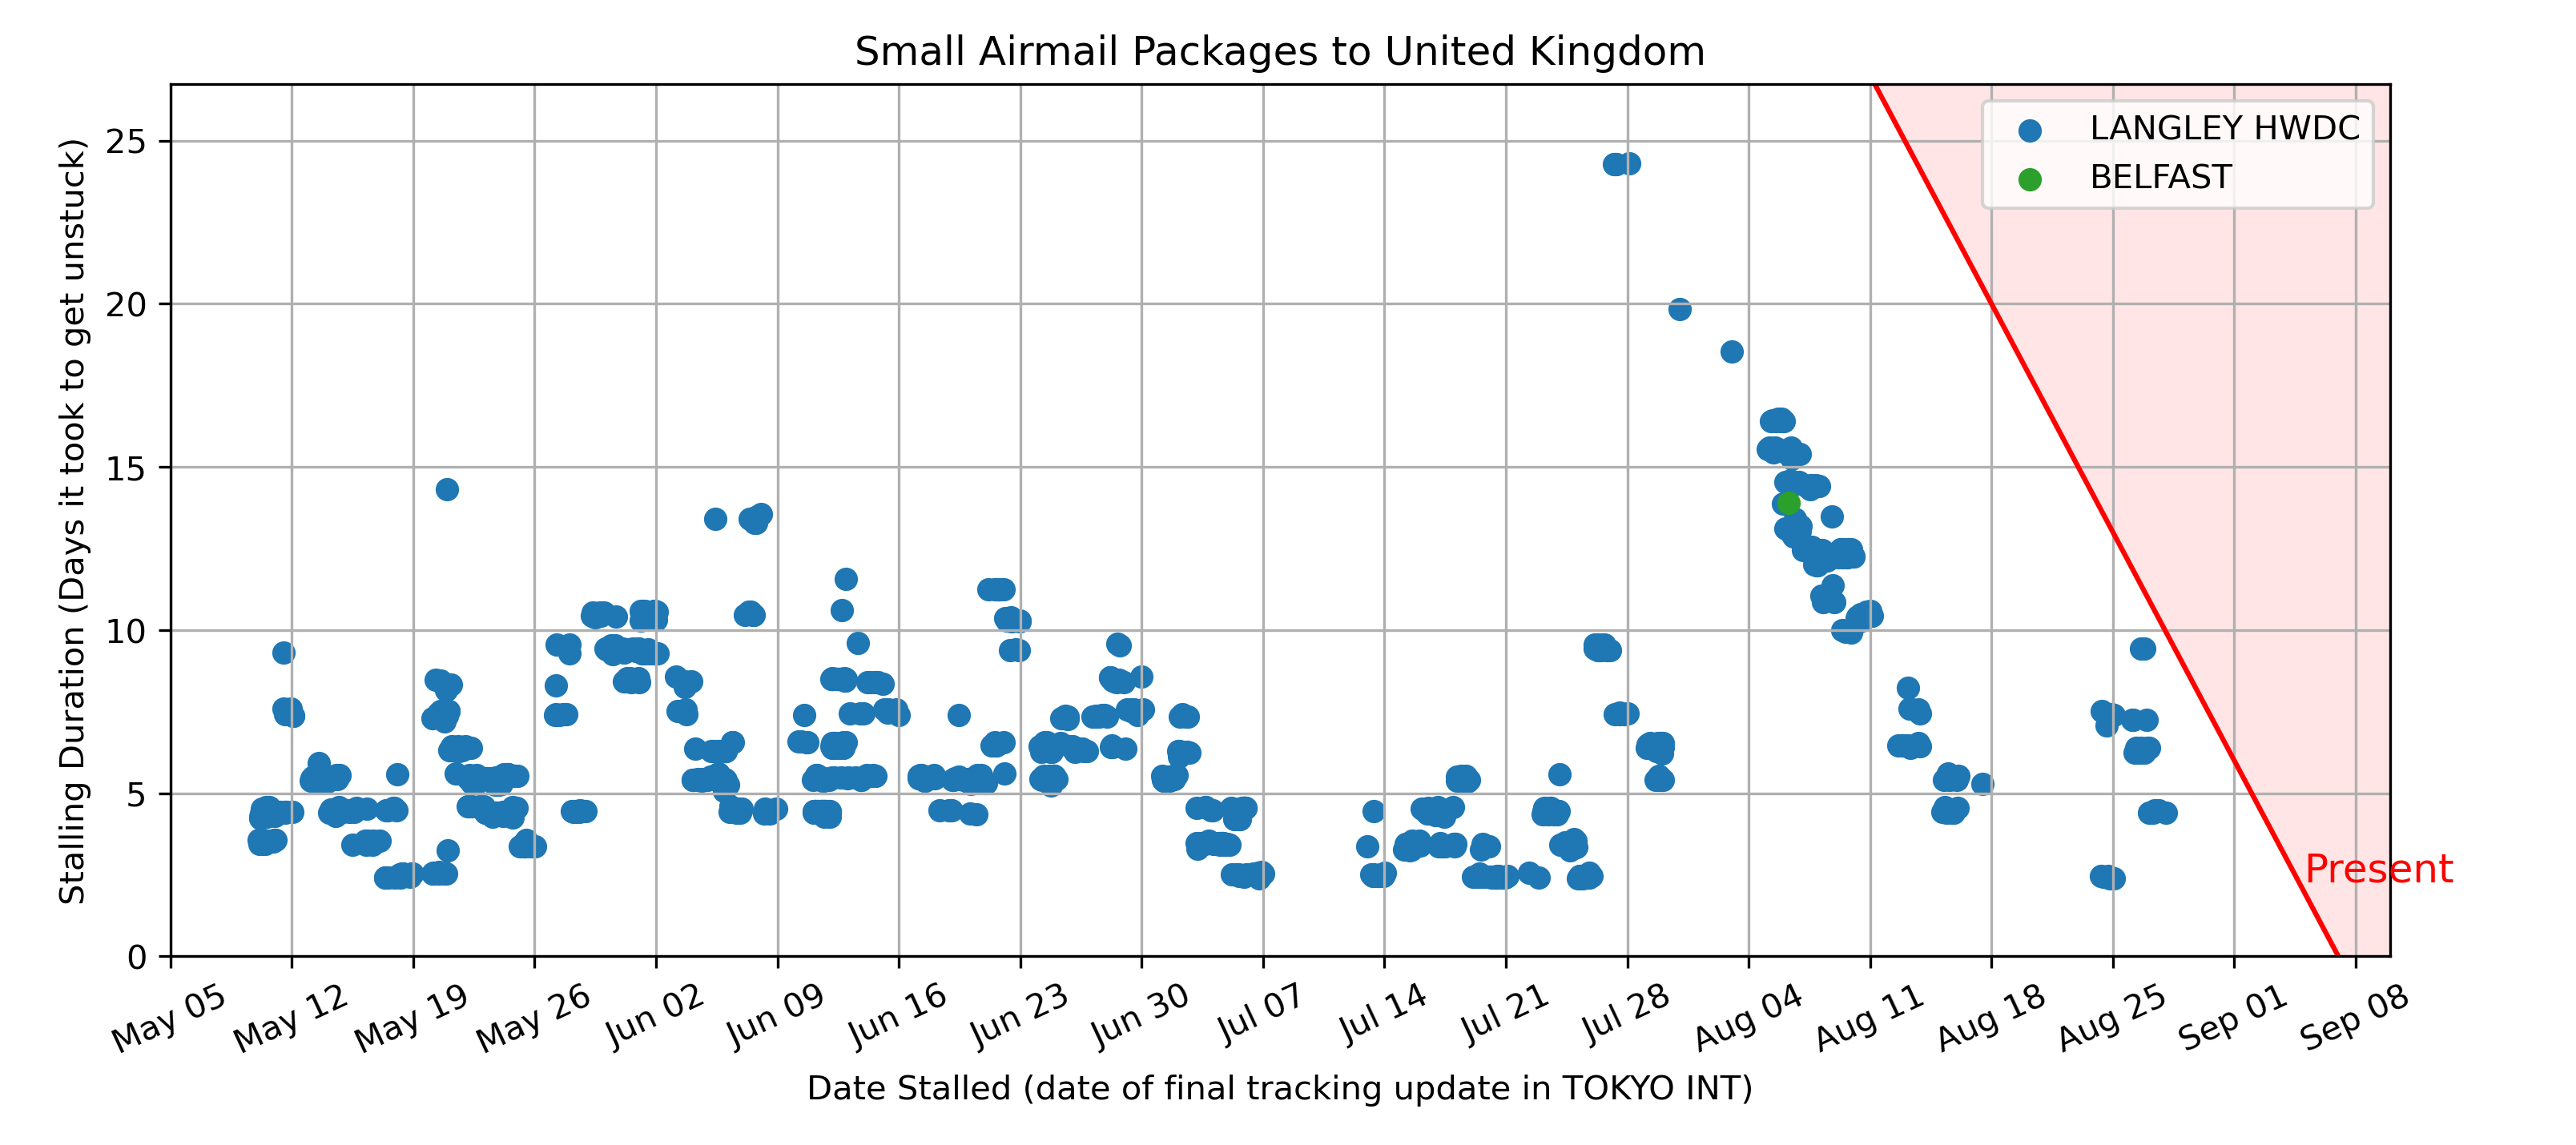 Small Airmail Packages to United Kingdom
Stalling Duration (Days it took to get unstuck)
25
20
15
10
5
0
LANGLEY HWDC
BELFAST
Present
May 05
May 12
May 19
May 26
Jun 02
Jun 09
Jun 16
Jun 23
Jun 30
Jul 07
Jul 14
Jul 21
Jul 28
Aug 04
Aug 11
Aug 18
Aug 25
Sep 01
Sep 08
Date Stalled (date of final tracking update in TOKYO INT)